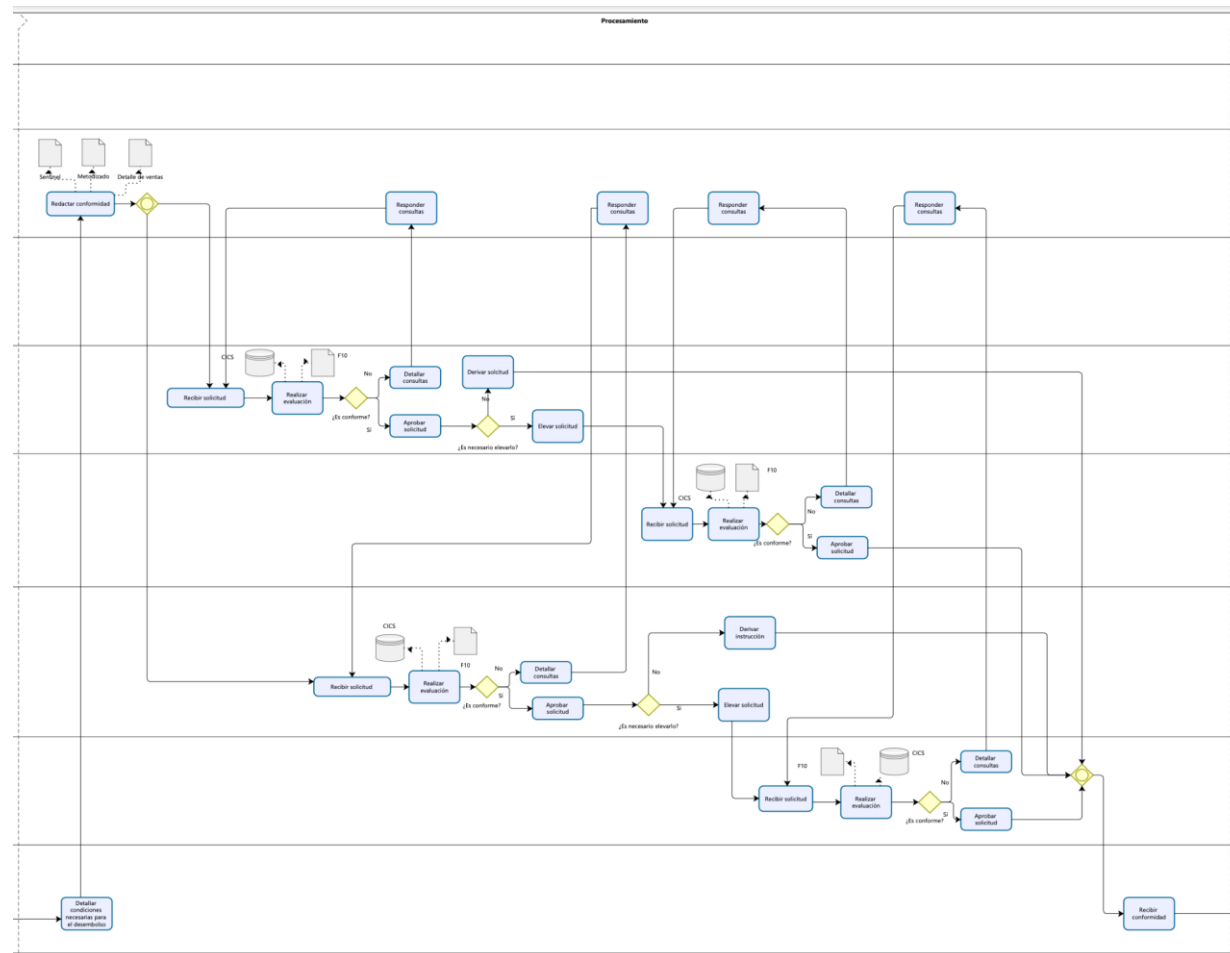 Procesamiento
Sentinel
Metodizado
Detalle de ventas
Redactar conformidad
Responder
consultas
Responder
consultas
Responder
consultas
Responder
consultas
CICS
F10
Recibir solicitud
Realizar
evaluación
¿Es conforme?
No
Sí
Detallar
consultas
Aprobar
solicitud
Derivar solicitud
No
¿Es necesario elevarlo?
Si
Elevar solicitud
CICS
F10
Recibir solicitud
Realizar
evaluación
¿Es conforme?
No
Sí
Detallar
consultas
Aprobar
solicitud
CICS
F10
Recibir solicitud
Realizar
evaluación
¿Es conforme?
No
Sí
Detallar
consultas
Aprobar
solicitud
¿Es necesario elevarlo?
No
Si
Derivar
instrucción
Elevar solicitud
F10
CICS
Recibir solicitud
Realizar
evaluación
¿Es conforme?
No
Sí
Detallar
consultas
Aprobar
solicitud
Detallar
condiciones
necesarias para
el desembolso
Recibir
conformidad